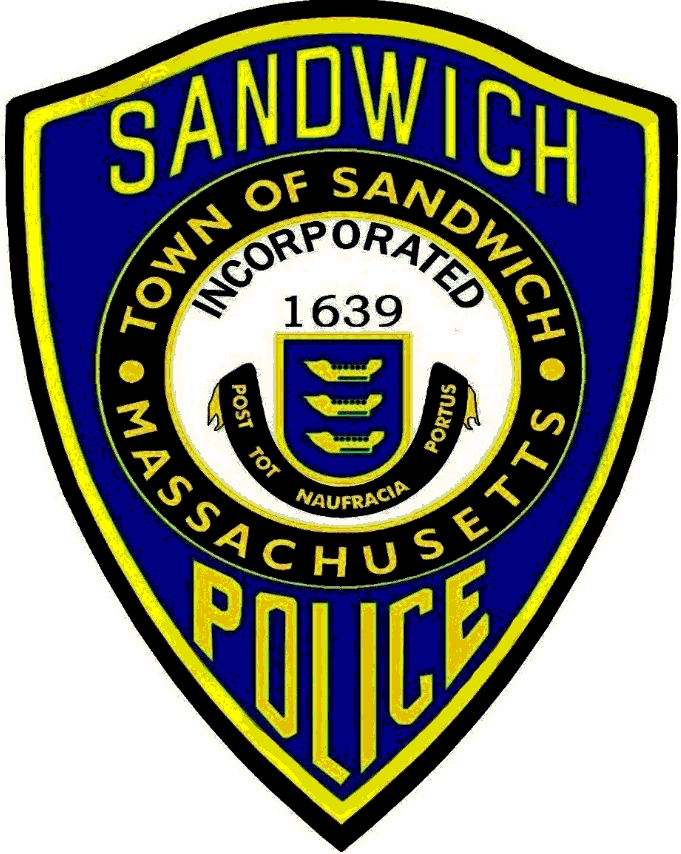 SANDWICH
TOWN OF SANDWICH
INCORPORATED
1639
POST TOT NAUFRACIA PORTUS
MASSACHUSETTS
POLICE